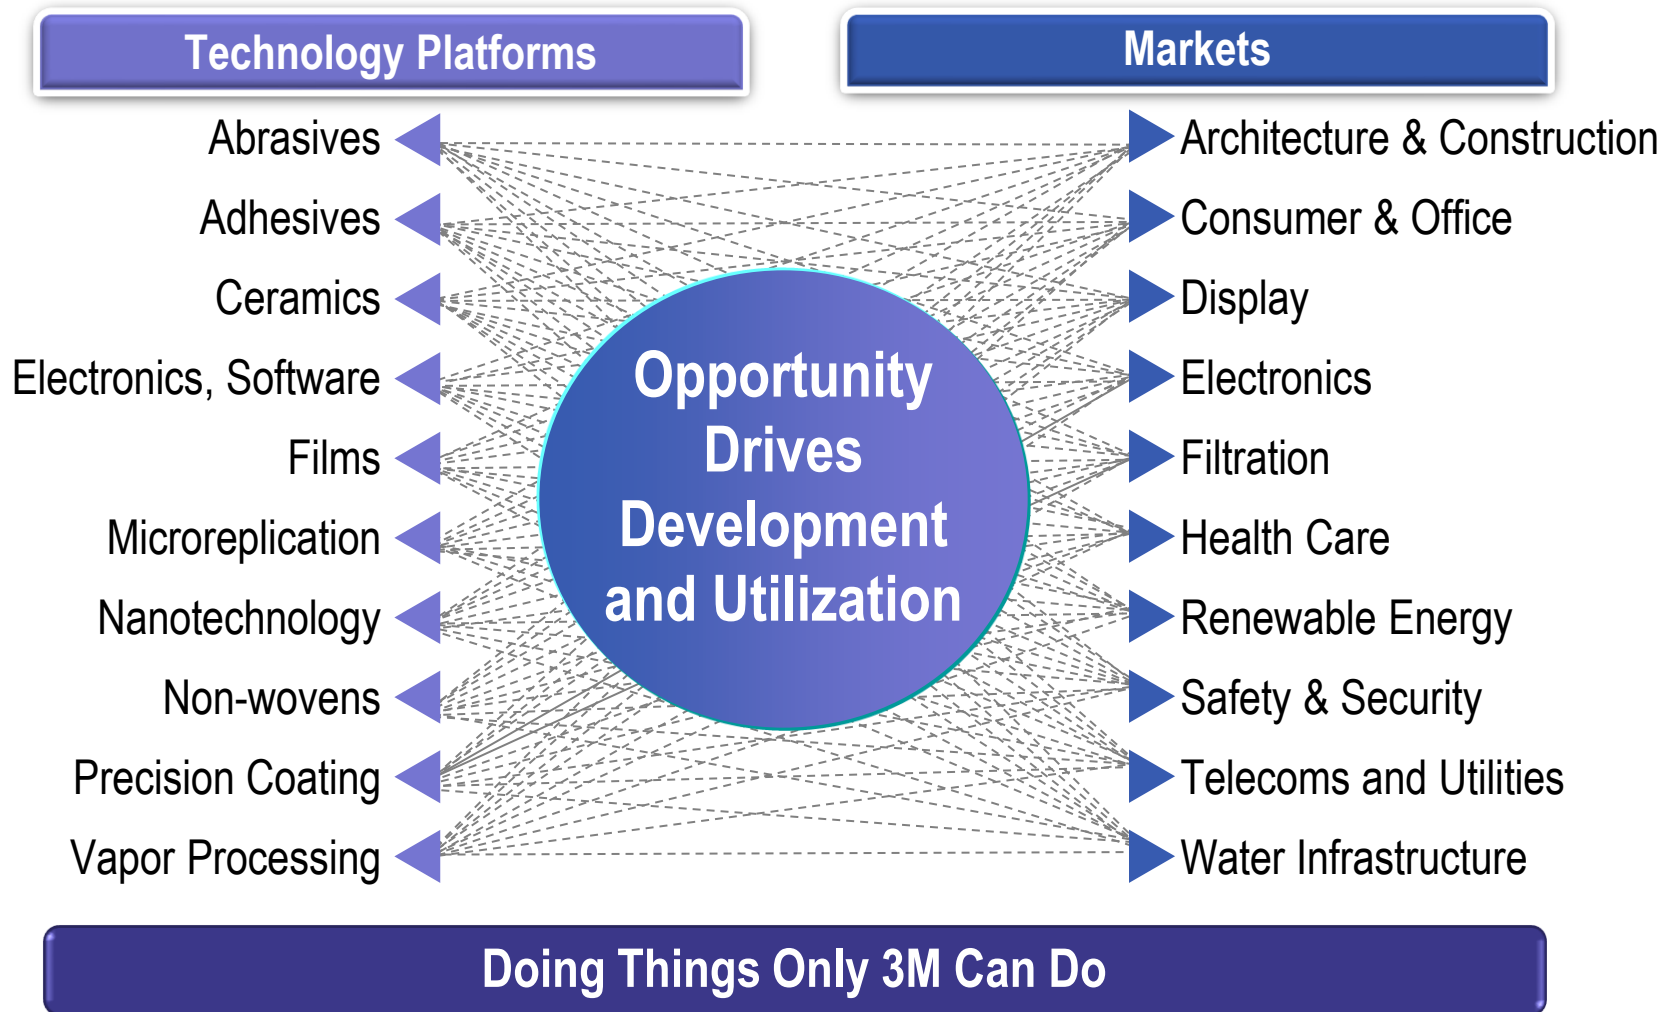 Technology Platforms
Markets
Abrasives
Adhesives
Ceramics
Electronics, Software
Films
Microreplication
Nanotechnology
Non-wovens
Precision Coating
Vapor Processing
Opportunity
Drives
Development
and Utilization
Architecture & Construction
Consumer & Office
Display
Electronics
Filtration
Health Care
Renewable Energy
Safety & Security
Telecoms and Utilities
Water Infrastructure
Doing Things Only 3M Can Do